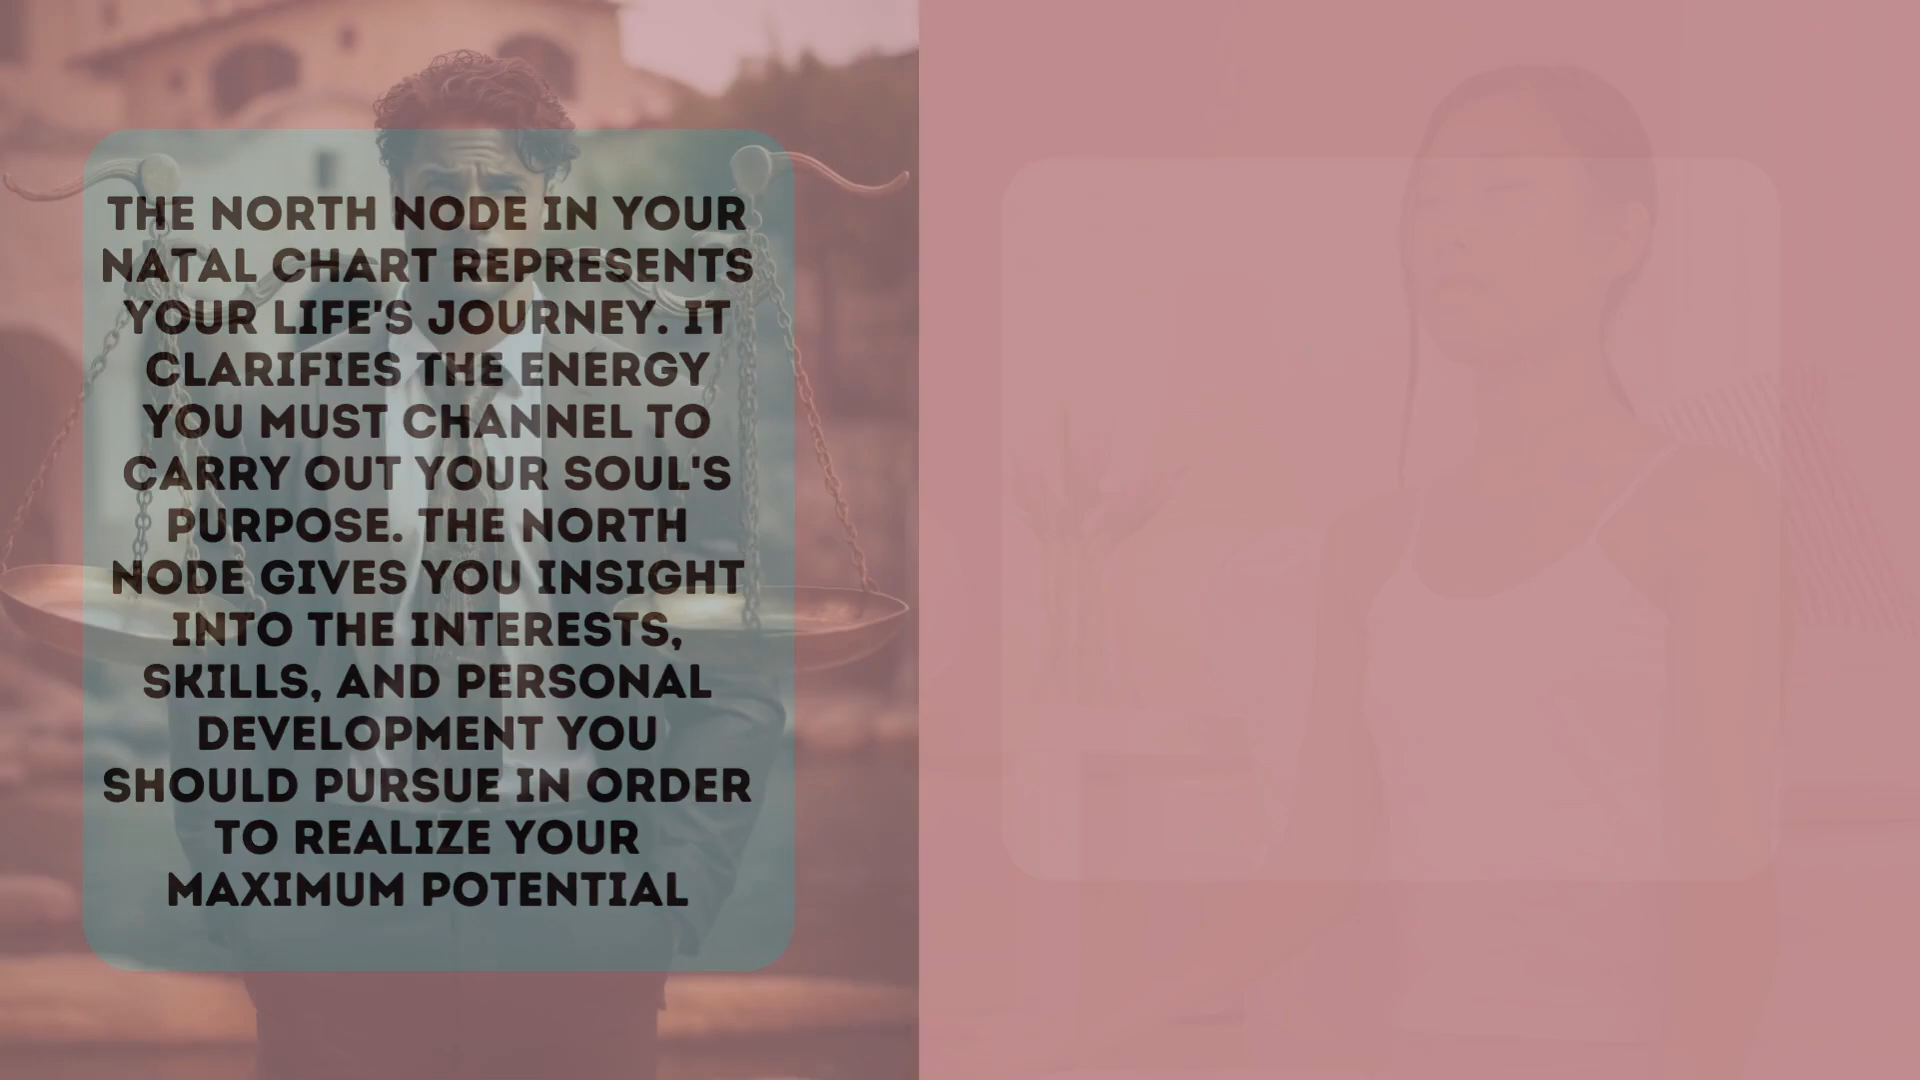 THE NORTH NODE IN YOUR
NATAL CHART REPRESENTS
YOUR LIFE'S JOURNEY. IT
CLARIFIES THE ENERGY
YOU MUST CHANNEL TO
CARRY OUT YOUR SOUL'S
PURPOSE. THE NORTH
NODE GIVES YOU INSIGHT
INTO THE INTERESTS,
SKILLS, AND PERSONAL
DEVELOPMENT YOU
SHOULD PURSUE IN ORDER
TO REALIZE YOUR
MAXIMUM POTENTIAL